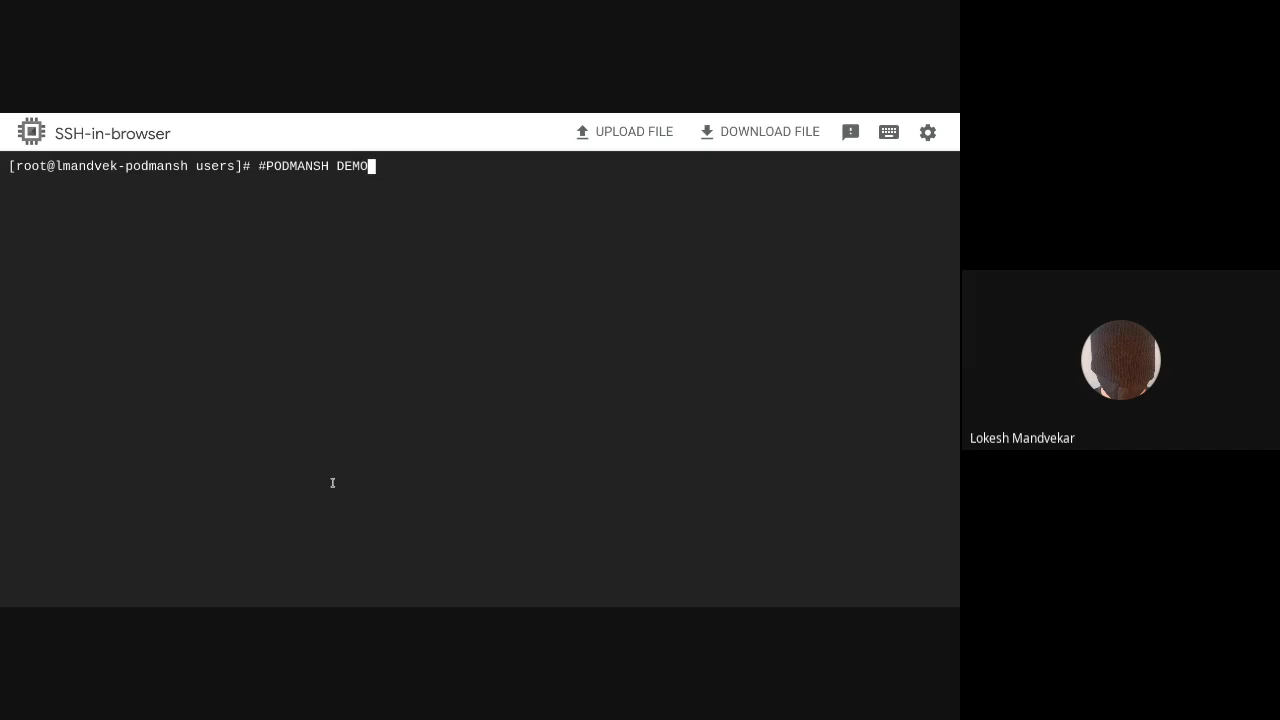 SSH-in-browser
UPLOAD FILE
DOWNLOAD FILE
[root@lmandvek-podmansh users]# #PODMANSH DEMO
Lokesh Mandvekar